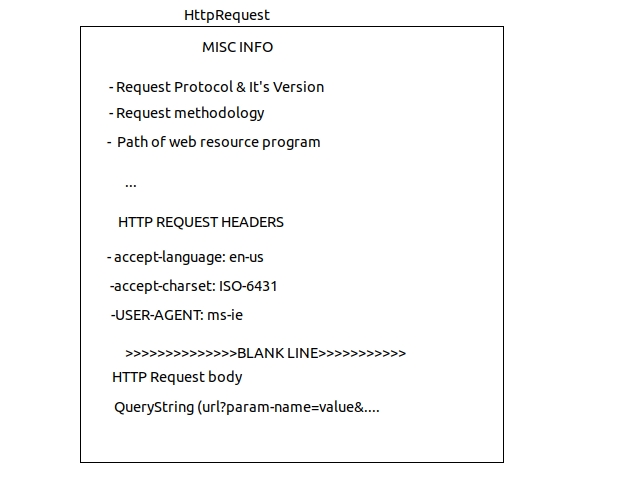 HttpRequest
MISC INFO
- Request Protocol & It's Version
- Request methodology
- Path of web resource program
...
HTTP REQUEST HEADERS
- accept-language: en-us
-accept-charset: ISO-6431
-USER-AGENT: ms-ie
>>>>>>>>>>>>>>BLANK LINE>>>>>>>>>>>
HTTP Request body
QueryString (url?param-name=value&....